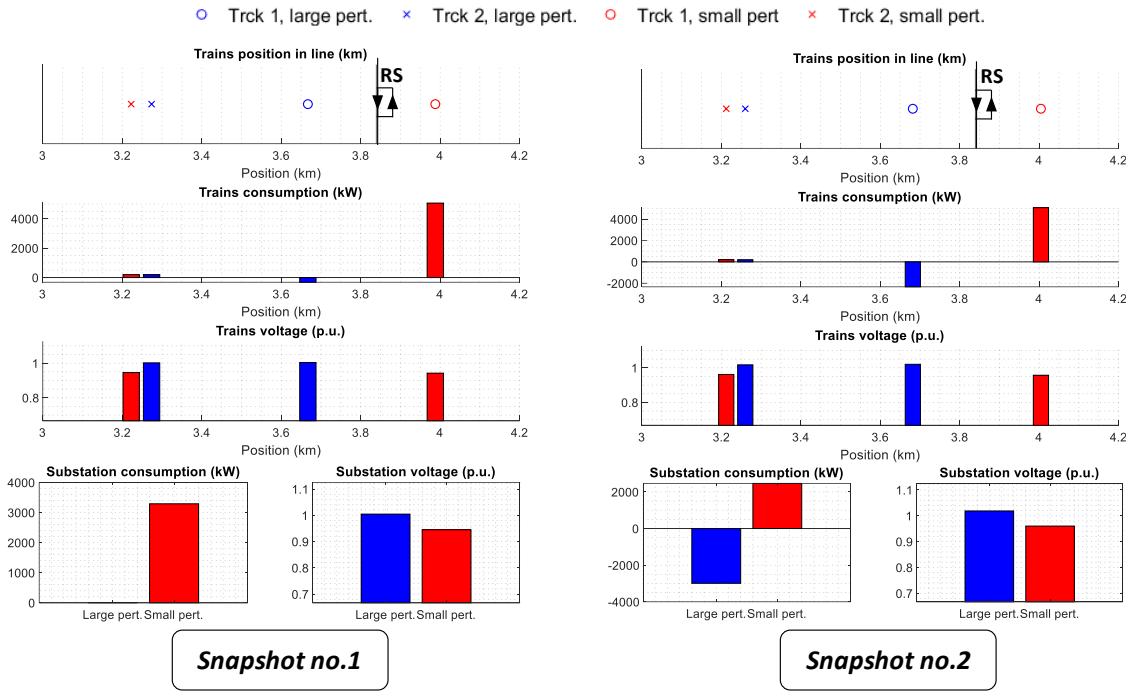 Trck 1, large pert. Trck 2, large pert. Trck 1, small pert Trck 2, small pert.
Trains position in line (km)
RS
3 3.2 3.4 3.6 3.8 4 4.2
Position (km)
Trains consumption (kW)
4000
2000
0
3 3.2 3.4 3.6 3.8 4 4.2
Position (km)
Trains voltage (p.u.)
1
0.8
3 3.2 3.4 3.6 3.8 4 4.2
Position (km)
Substation consumption (kW)
4000
3000
2000
1000
0
Large pert. Small pert.
Substation voltage (p.u.)
1.1
1
0.9
0.8
0.7
Large pert. Small pert.
Snapshot no.1
Trains position in line (km)
RS
3 3.2 3.4 3.6 3.8 4 4.2
Position (km)
Trains consumption (kW)
4000
2000
0
-2000
3 3.2 3.4 3.6 3.8 4 4.2
Position (km)
Trains voltage (p.u.)
1
0.8
3 3.2 3.4 3.6 3.8 4 4.2
Position (km)
Substation consumption (kW)
2000
0
-2000
-4000
Large pert. Small pert.
Substation voltage (p.u.)
1.1
1
0.9
0.8
0.7
Large pert. Small pert.
Snapshot no.2